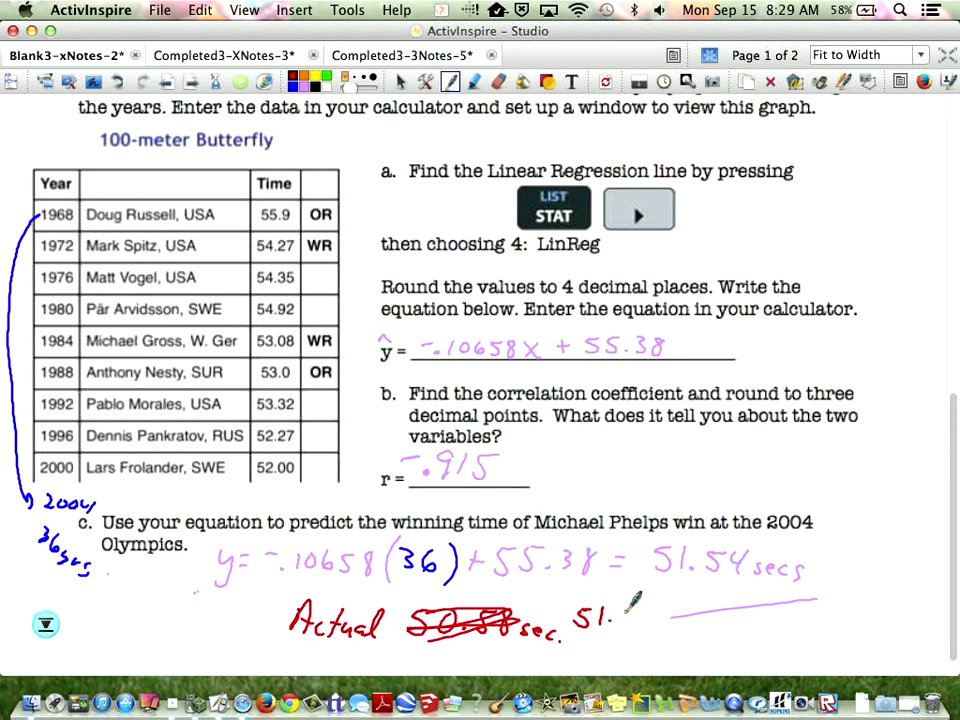 ActivInspire File Edit View Insert Tools Help Mon Sep 15 8:29 AM 58%
ActivInspire - Studio
Blank3-xNotes-2* Completed3-XNotes-3* Completed3-3Notes-5* Page 1 of 2 Fit to Width
the years. Enter the data in your calculator and set up a window to view this graph.
100-meter Butterfly
Year Time
1968 Doug Russell, USA 55.9 OR
1972 Mark Spitz, USA 54.27 WR
1976 Matt Vogel, USA 54.35
1980 Pär Arvidsson, SWE 54.92
1984 Michael Gross, W. Ger 53.08 WR
1988 Anthony Nesty, SUR 53.0 OR
1992 Pablo Morales, USA 53.32
1996 Dennis Pankratov, RUS 52.27
2000 Lars Frolander, SWE 52.00
2004
36
a. Find the Linear Regression line by pressing
LIST
STAT
then choosing 4: LinReg
Round the values to 4 decimal places. Write the
equation below. Enter the equation in your calculator.
ŷ = -.10658x + 55.38
b. Find the correlation coefficient and round to three
decimal points. What does it tell you about the two
variables?
r = -.915
c. Use your equation to predict the winning time of Michael Phelps win at the 2004
Olympics.
y= -.10658(36)+55.38 = 51.54 secs
Actual 50.58 sec. 51.